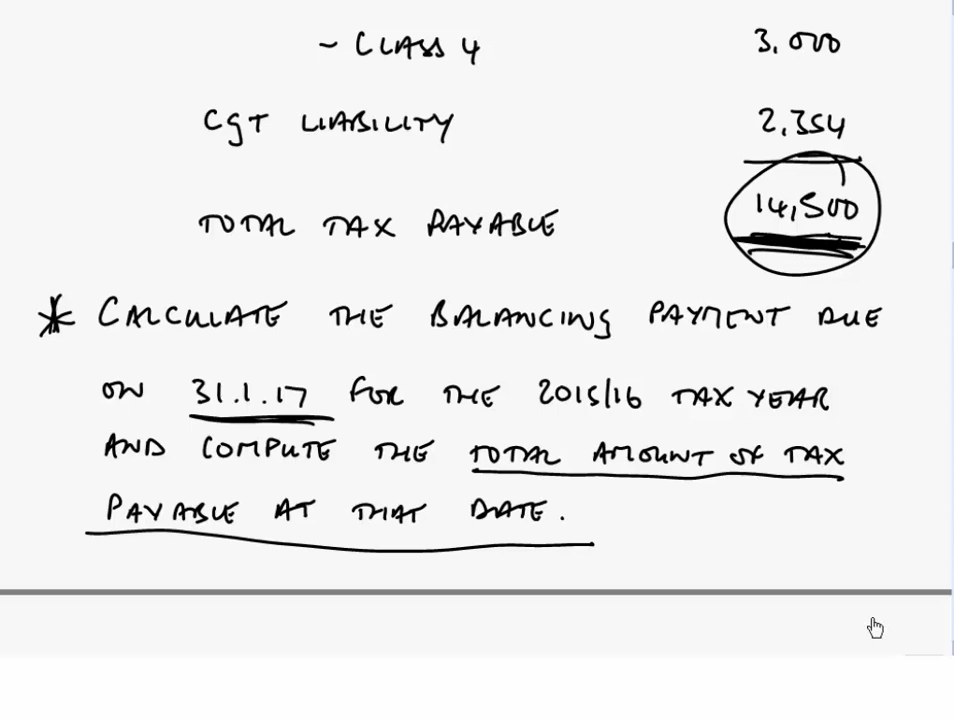 - CLASS 4 3,000
CGT LIABILITY 2,354
TOTAL TAX PAYABLE 14,500
* CALCULATE THE BALANCING PAYMENT DUE
ON 31.1.17 FOR THE 2015/16 TAX YEAR
AND COMPUTE THE TOTAL AMOUNT OF TAX
PAYABLE AT THAT DATE.